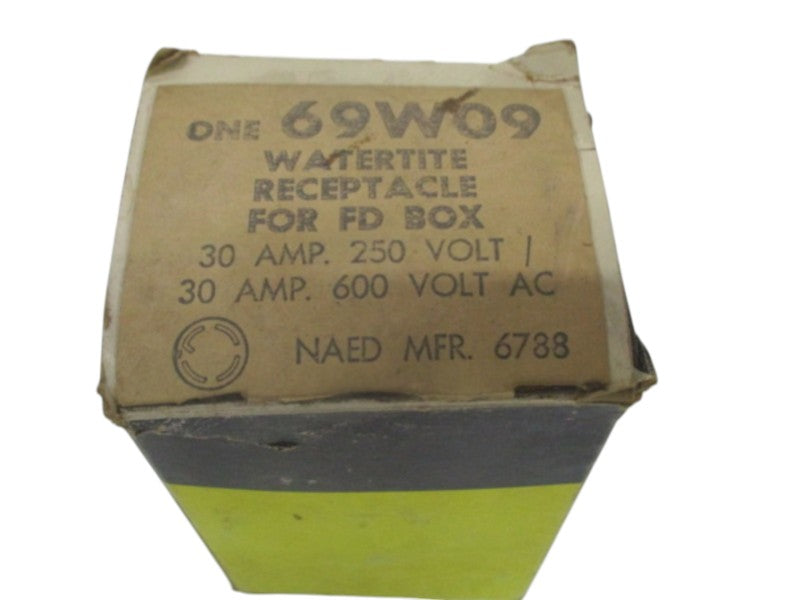 ONE 69W09
WATERTITE
RECEPTACLE
FOR FD BOX
30 AMP. 250 VOLT /
30 AMP. 600 VOLT AC
NAED MFR. 6788